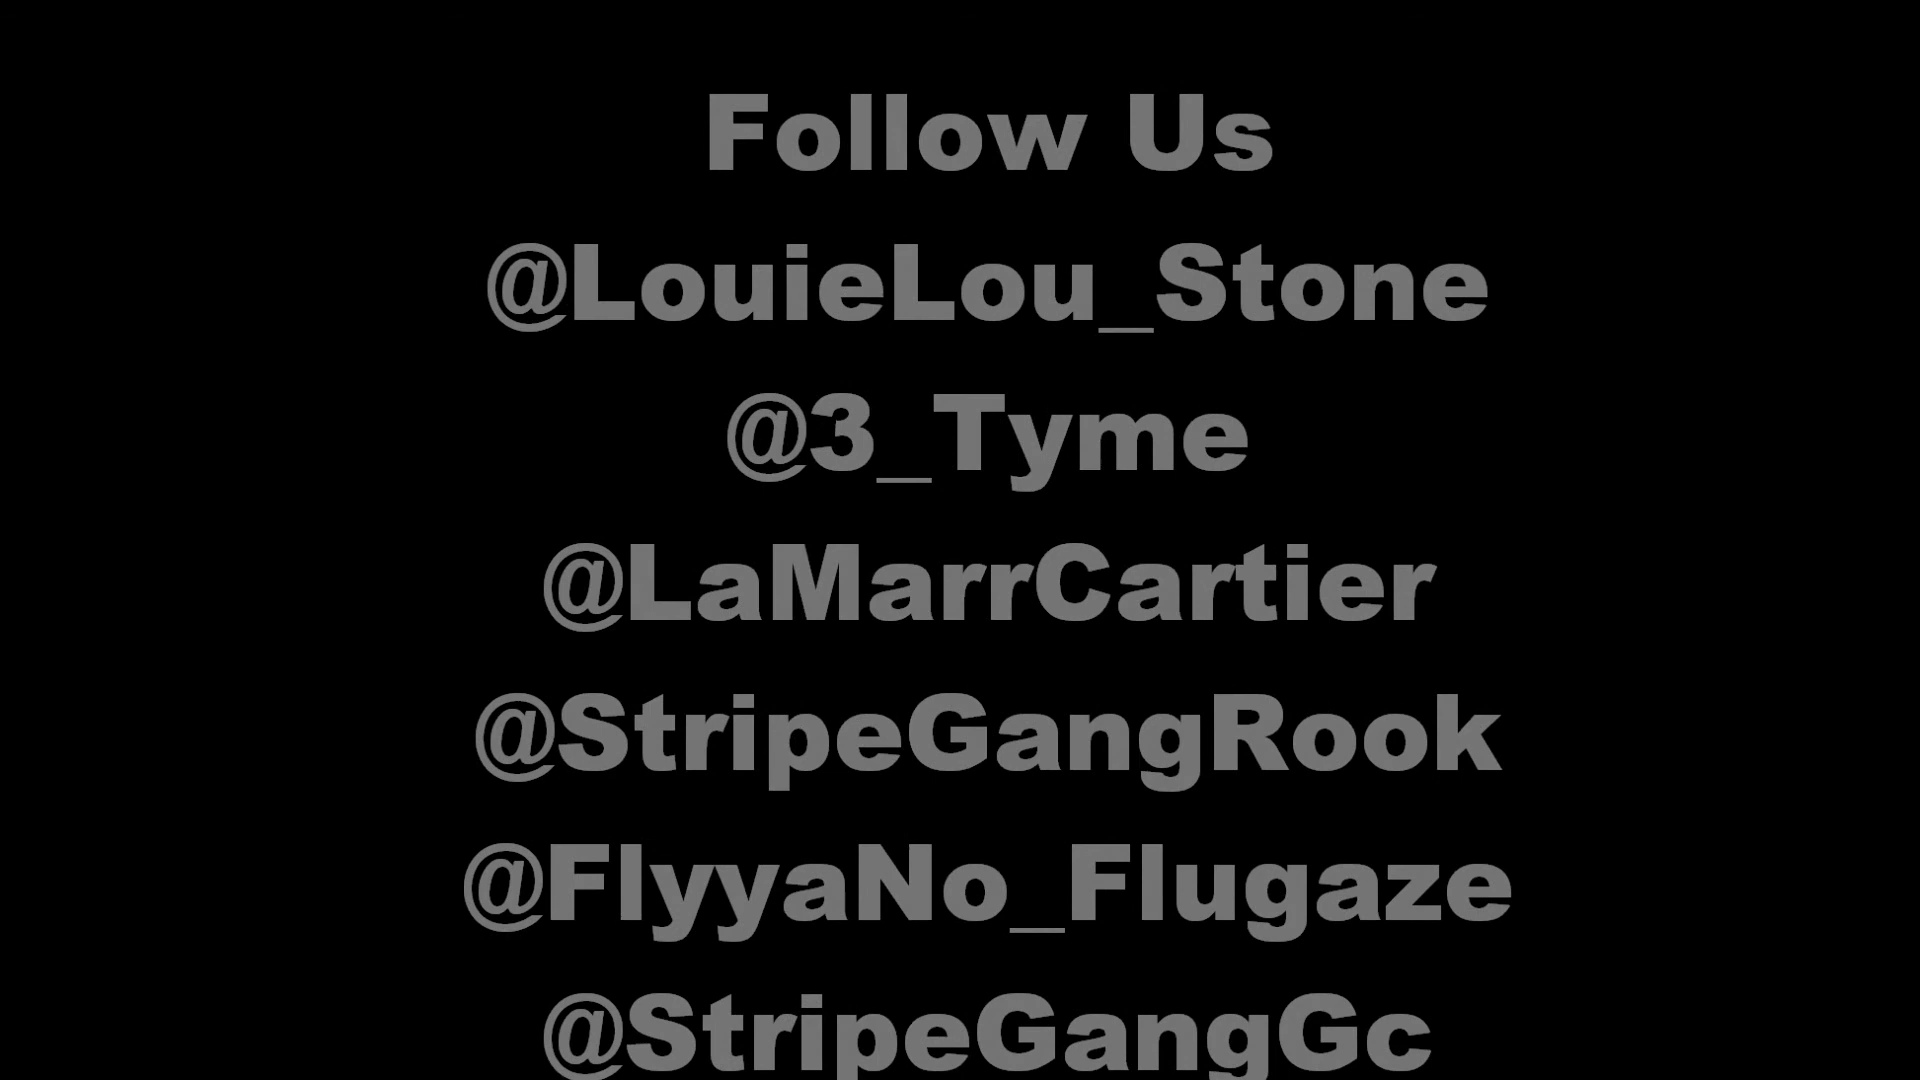 Follow Us
@LouieLou_Stone
@3_Tyme
@LaMarrCartier
@StripeGangRook
@FlyyaNo_Flugaze
@StripeGangGc